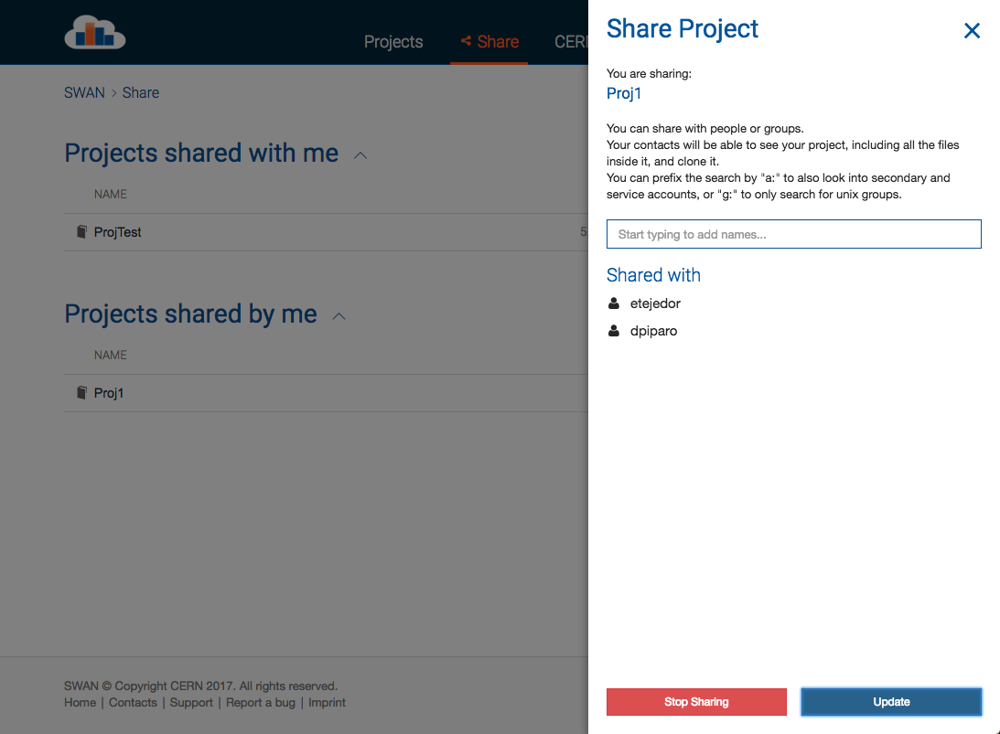 Projects
Share
CERN
SWAN > Share
Projects shared with me
NAME
ProjTest
5.
Projects shared by me
NAME
Proj1
SWAN © Copyright CERN 2017. All rights reserved.
Home | Contacts | Support | Report a bug | Imprint
Share Project
You are sharing:
Proj1
You can share with people or groups.
Your contacts will be able to see your project, including all the files
inside it, and clone it.
You can prefix the search by "a:" to also look into secondary and
service accounts, or "g:" to only search for unix groups.
Start typing to add names...
Shared with
etejedor
dpiparo
Stop Sharing
Update